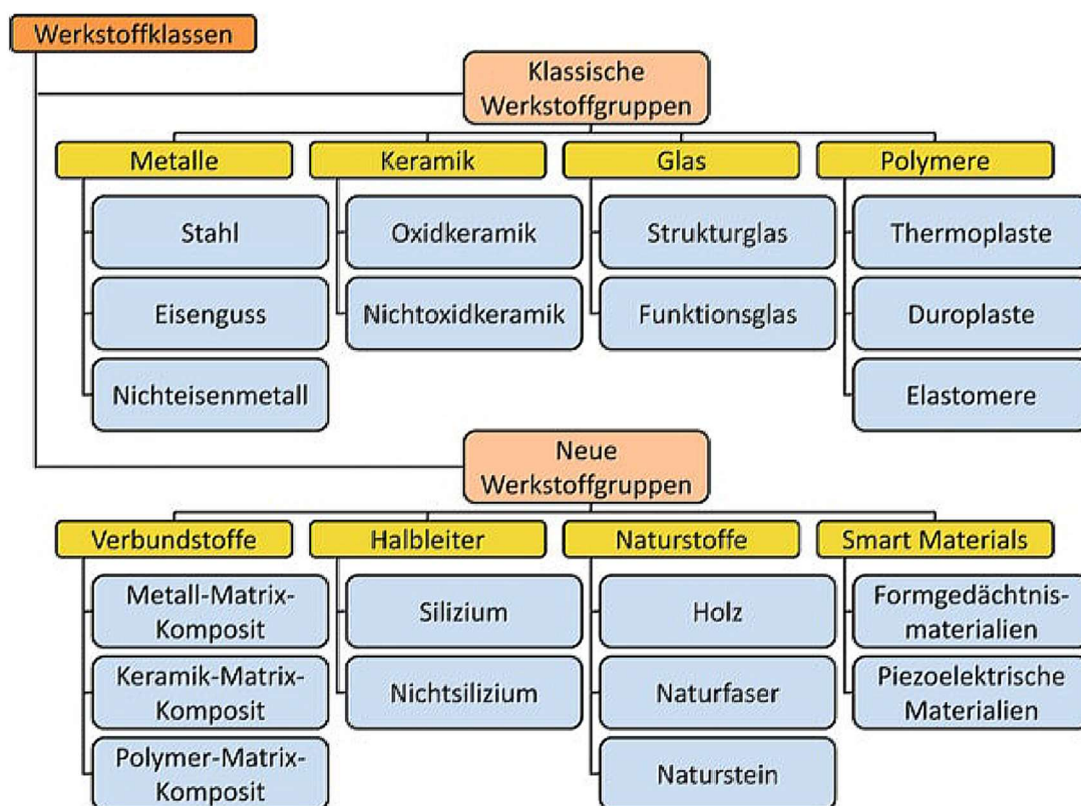 Werkstoffklassen
Klassische
Werkstoffgruppen
Metalle
Keramik
Glas
Polymere
Stahl
Oxidkeramik
Strukturglas
Thermoplaste
Eisenguss
Nichtoxidkeramik
Funktionsglas
Duroplaste
Nichteisenmetall
Elastomere
Neue
Werkstoffgruppen
Verbundstoffe
Halbleiter
Naturstoffe
Smart Materials
Metall-Matrix-
Komposit
Silizium
Holz
Formgedächtnis-
materialien
Keramik-Matrix-
Komposit
Nichtsilizium
Naturfaser
Piezoelektrische
Materialien
Polymer-Matrix-
Komposit
Naturstein